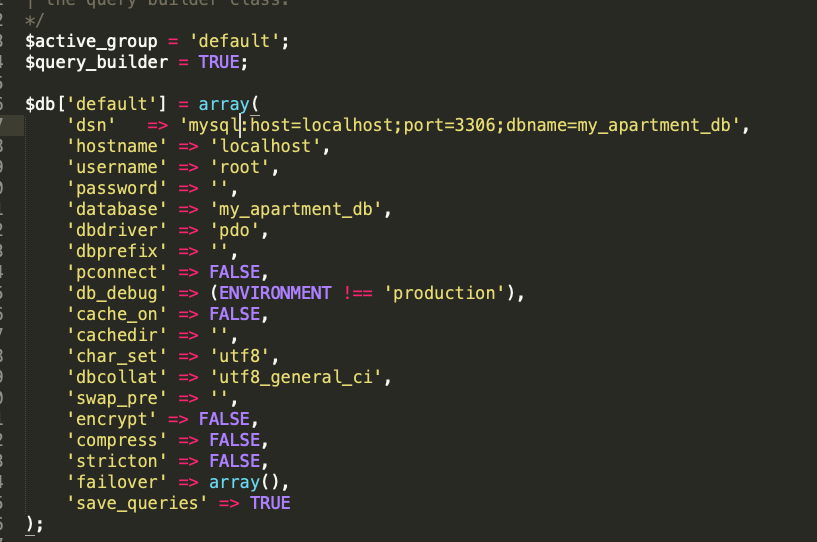 | the query builder class.
*/
$active_group = 'default';
$query_builder = TRUE;
$db['default'] = array(
'dsn' => 'mysql:host=localhost;port=3306;dbname=my_apartment_db',
'hostname' => 'localhost',
'username' => 'root',
'password' => '',
'database' => 'my_apartment_db',
'dbdriver' => 'pdo',
'dbprefix' => '',
'pconnect' => FALSE,
'db_debug' => (ENVIRONMENT !== 'production'),
'cache_on' => FALSE,
'cachedir' => '',
'char_set' => 'utf8',
'dbcollat' => 'utf8_general_ci',
'swap_pre' => '',
'encrypt' => FALSE,
'compress' => FALSE,
'stricton' => FALSE,
'failover' => array(),
'save_queries' => TRUE
);